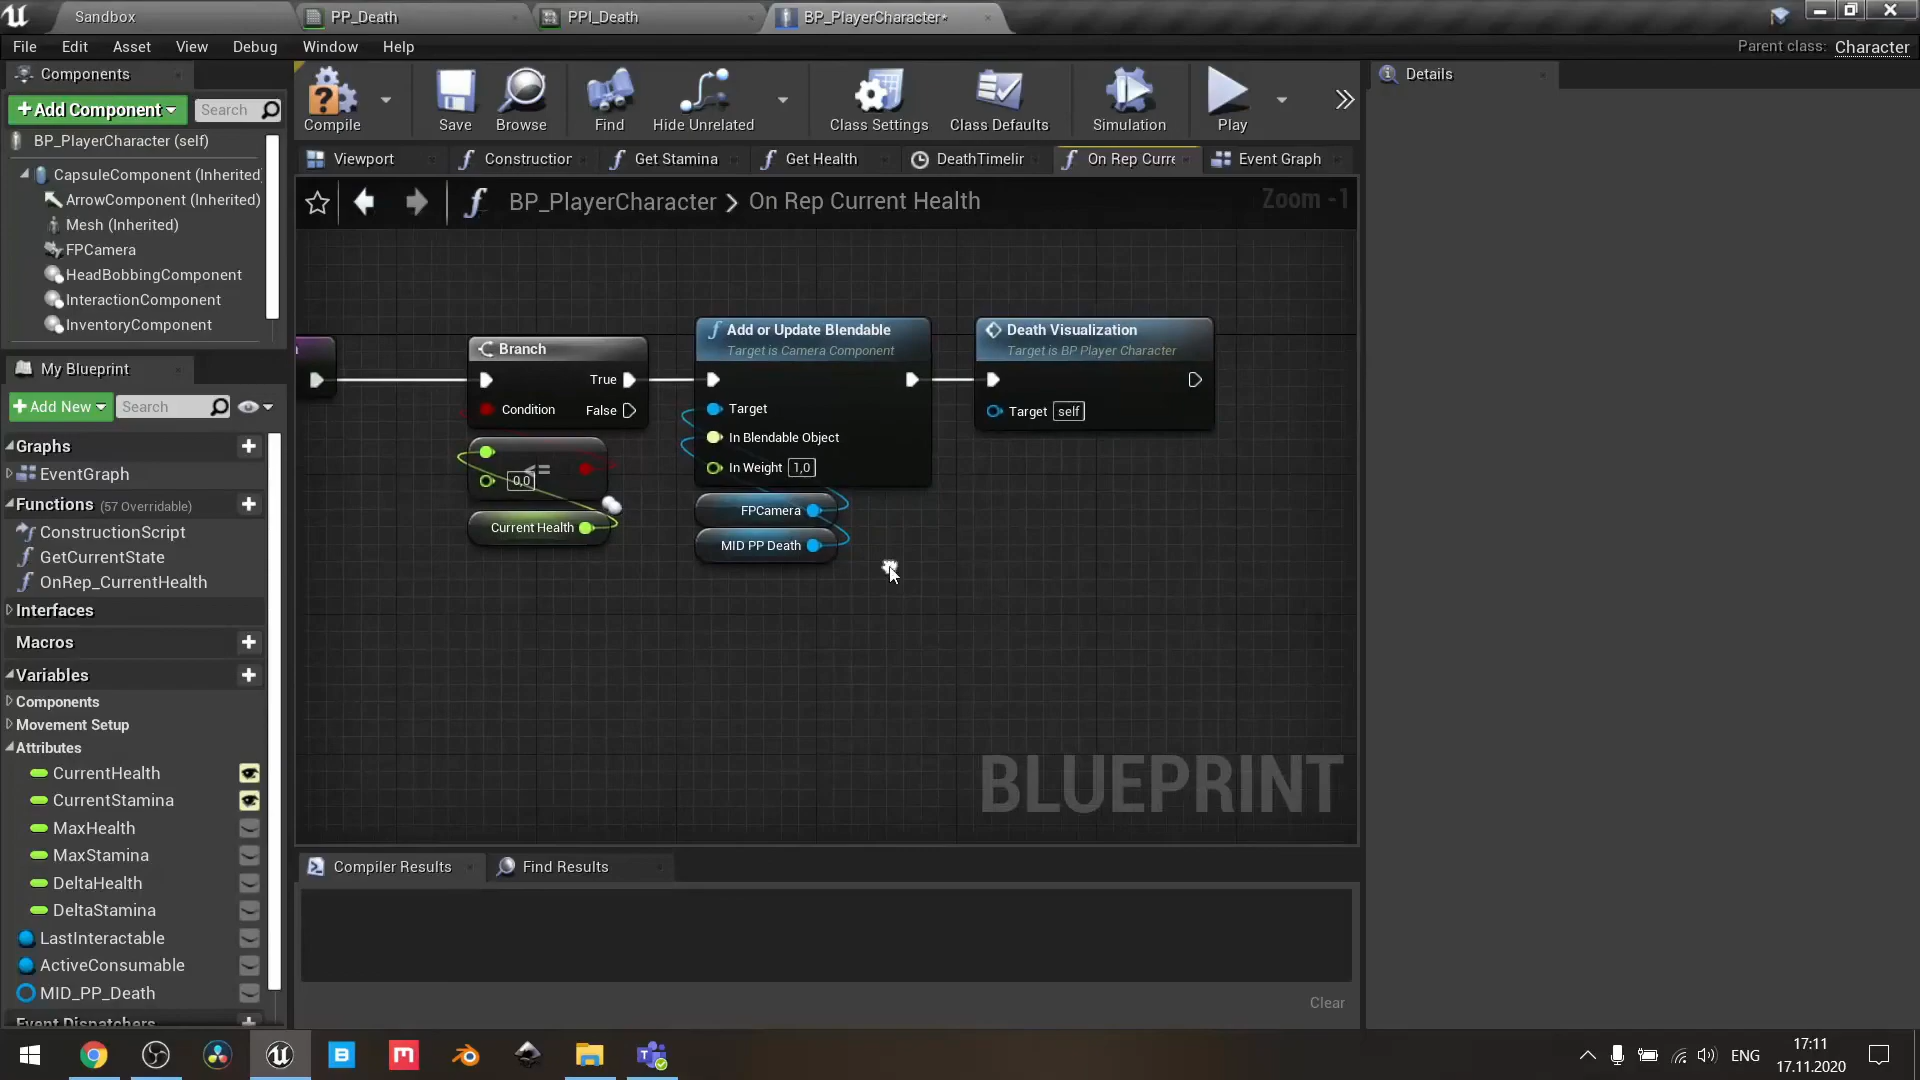 Sandbox
PP_Death
PPI_Death
BP_PlayerCharacter*
File
Edit
Asset
View
Debug
Window
Help
Parent class: Character
Components
+Add Component
Search
BP_PlayerCharacter (self)
CapsuleComponent (Inherited)
ArrowComponent (Inherited)
Mesh (Inherited)
FPCamera
HeadBobbingComponent
InteractionComponent
InventoryComponent
Compile
Save
Browse
Find
Hide Unrelated
Class Settings
Class Defaults
Simulation
Play
Details
Viewport
Construction
Get Stamina
Get Health
DeathTimelir
On Rep Curre
Event Graph
BP_PlayerCharacter > On Rep Current Health
Zoom -1
My Blueprint
+Add New
Search
Graphs
EventGraph
Functions (57 Overridable)
ConstructionScript
GetCurrentState
OnRep_CurrentHealth
Interfaces
Macros
Variables
Components
Movement Setup
Attributes
CurrentHealth
CurrentStamina
MaxHealth
MaxStamina
DeltaHealth
DeltaStamina
LastInteractable
ActiveConsumable
MID_PP_Death
Event Dispatchers
Branch
True
Condition
False
<=
0,0
Current Health
Add or Update Blendable
Target is Camera Component
Target
In Blendable Object
In Weight 1,0
FPCamera
MID PP Death
Death Visualization
Target is BP Player Character
Target self
BLUEPRINT
Compiler Results
Find Results
Clear
ENG
17:11
17.11.2020